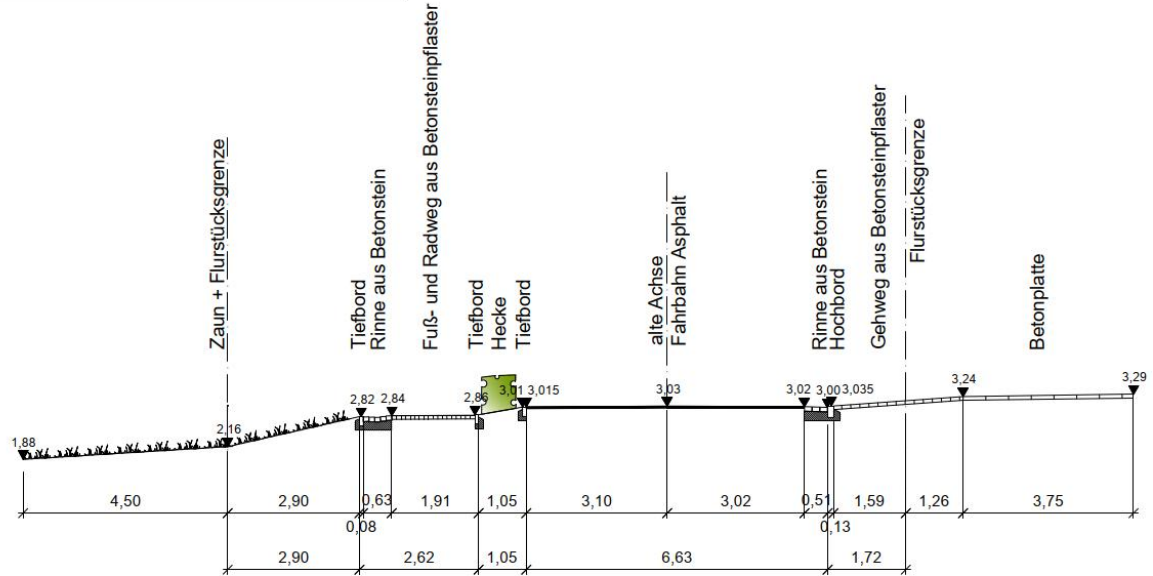 Zaun + Flurstücksgrenze
Tiefbord
Rinne aus Betonstein
Fuß- und Radweg aus Betonsteinpflaster
Tiefbord
Hecke
Tiefbord
alte Achse
Fahrbahn Asphalt
Rinne aus Betonstein
Hochbord
Gehweg aus Betonsteinpflaster
Flurstücksgrenze
Betonplatte
1,88
2,16
2,82
2,84
2,86
3,01
3,015
3,03
3,02
3,00
3,035
3,24
3,29
4,50
2,90
0,63
1,91
1,05
3,10
3,02
0,51
1,59
1,26
3,75
0,08
0,13
2,90
2,62
1,05
6,63
1,72